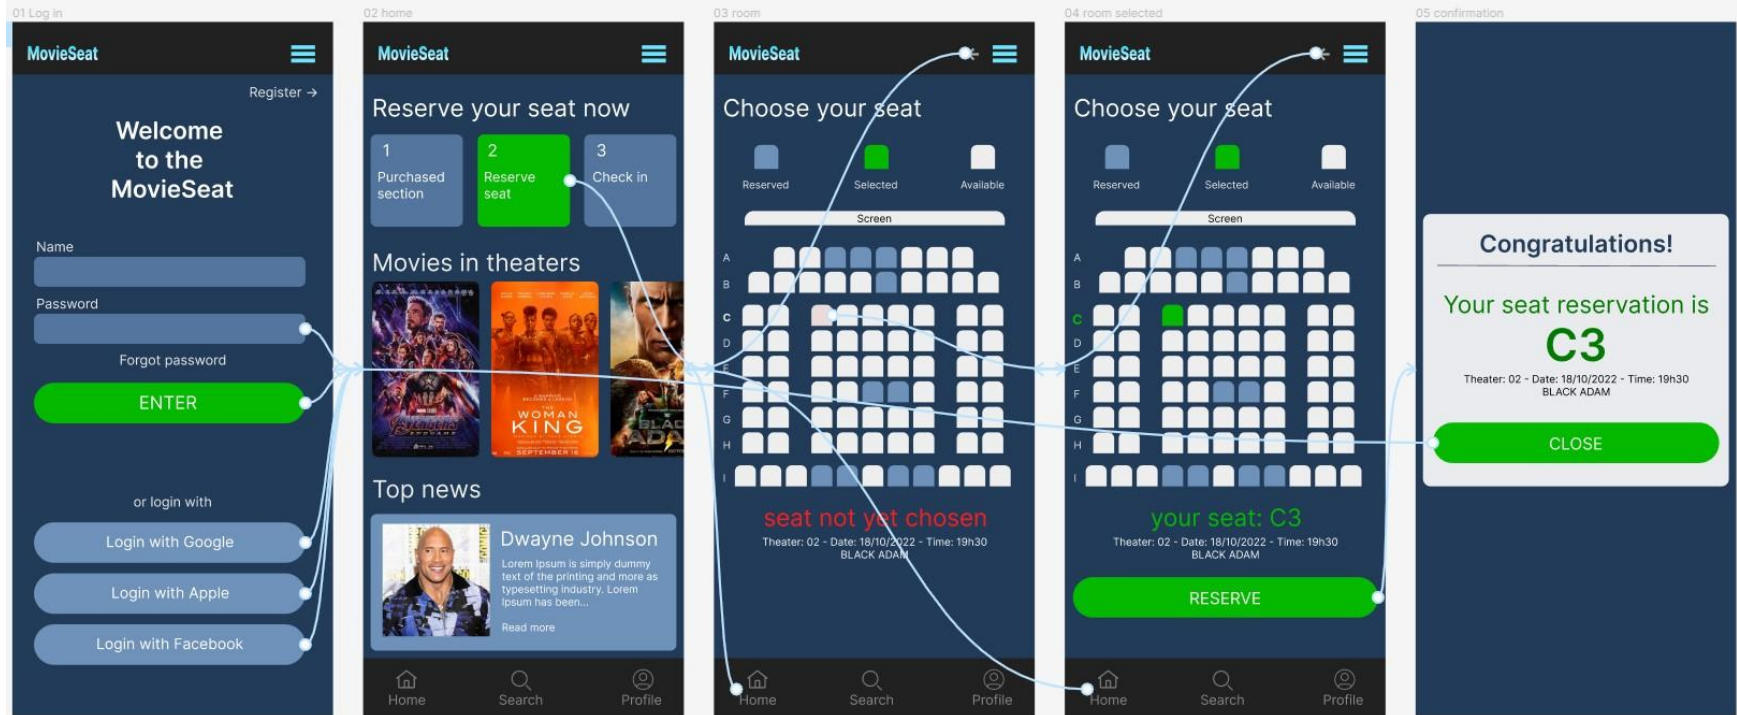 01 Log in
MovieSeat
Register →
Welcome
to the
MovieSeat
Name
Password
Forgot password
ENTER
or login with
Login with Google
Login with Apple
Login with Facebook
02 home
MovieSeat
Reserve your seat now
1
Purchased
section
2
Reserve
seat
3
Check in
Movies in theaters
AVENGERS
THE
WOMAN
KING
SEPTEMBER 16
BLAC
ADA
Top news
Dwayne Johnson
Lorem Ipsum is simply dummy
text of the printing and more as
typesetting industry. Lorem
Ipsum has been...
Read more
Home
Search
Profile
03 room
MovieSeat
Choose your seat
Reserved
Selected
Available
Screen
A
B
C
D
E
F
G
H
I
seat not yet chosen
Theater: 02 - Date: 18/10/2022 - Time: 19h30
BLACK ADAM
Home
Search
Profile
04 room selected
MovieSeat
Choose your seat
Reserved
Selected
Available
Screen
A
B
C
D
E
F
G
H
I
your seat: C3
Theater: 02 - Date: 18/10/2022 - Time: 19h30
BLACK ADAM
RESERVE
Home
Search
Profile
05 confirmation
Congratulations!
Your seat reservation is
C3
Theater: 02 - Date: 18/10/2022 - Time: 19h30
BLACK ADAM
CLOSE